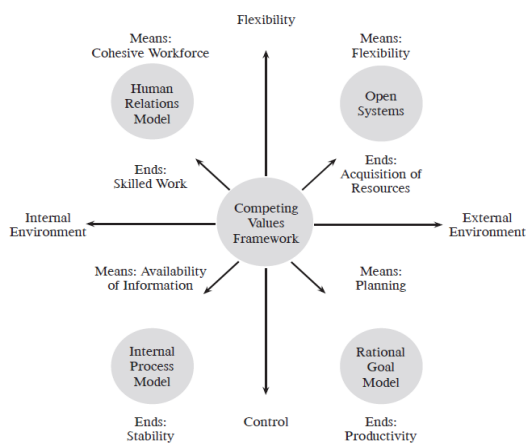 Flexibility
Means:
Cohesive Workforce
Means:
Flexibility
Human
Relations
Model
Open
Systems
Ends:
Skilled Work
Ends:
Acquisition of
Resources
Internal
Environment
Competing
Values
Framework
External
Environment
Means: Availability
of Information
Means:
Planning
Internal
Process
Model
Rational
Goal
Model
Ends:
Stability
Control
Ends:
Productivity